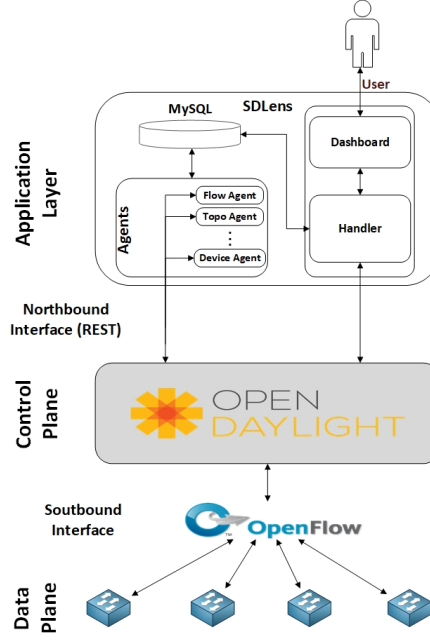 User
MySQL
SDLens
Dashboard
Flow Agent
Topo Agent
Device Agent
Agents
Handler
Application
Layer
Northbound
Interface (REST)
OPEN
DAYLIGHT
Control
Plane
Soutbound
Interface
OpenFlow
TM
Data
Plane